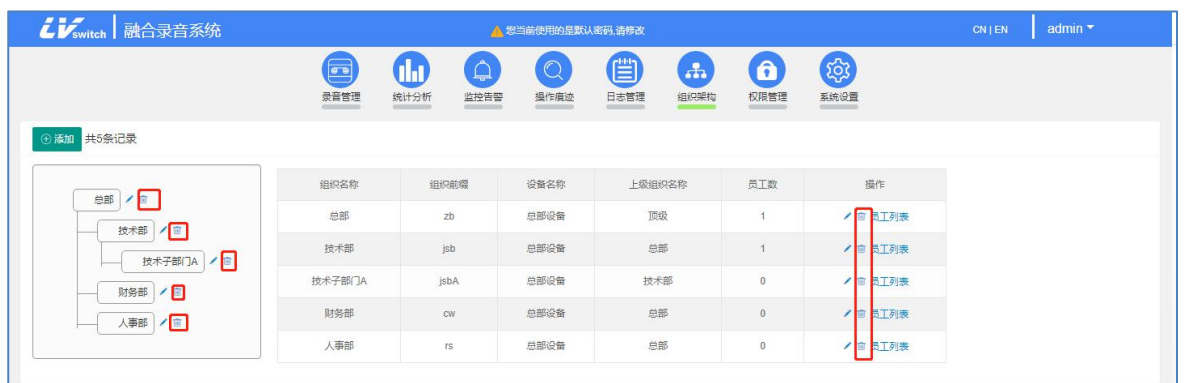 LV switch 融合录音系统 您当前使用的是默认密码,请修改 CN | EN admin
录音管理 统计分析 监控告警 操作痕迹 日志管理 组织架构 权限管理 系统设置
添加 共5条记录
总部
技术部
技术子部门A
财务部
人事部
组织名称 组织前缀 设备名称 上级组织名称 员工数 操作
总部 zb 总部设备 顶级 1 员工列表
技术部 jsb 总部设备 总部 1 员工列表
技术子部门A jsbA 总部设备 技术部 0 员工列表
财务部 cw 总部设备 总部 0 员工列表
人事部 rs 总部设备 总部 0 员工列表